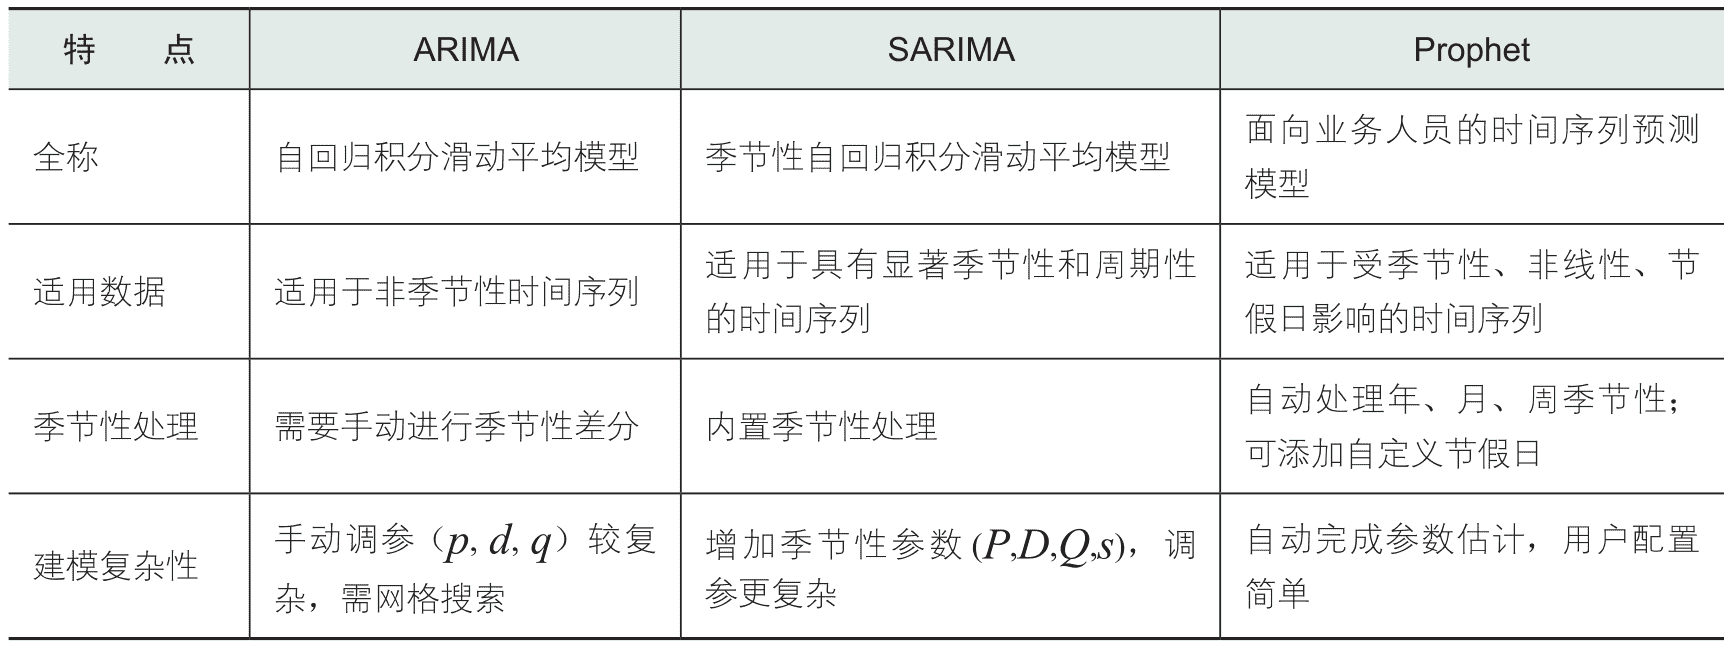 特 点 ARIMA SARIMA Prophet
全称
自回归积分滑动平均模型
季节性自回归积分滑动平均模型
面向业务人员的时间序列预测
模型
适用数据
适用于非季节性时间序列
适用于具有显著季节性和周期性
的时间序列
适用于受季节性、非线性、节
假日影响的时间序列
季节性处理
需要手动进行季节性差分
内置季节性处理
自动处理年、月、周季节性；
可添加自定义节假日
建模复杂性
手动调参（p, d, q）较复
杂，需网格搜索
增加季节性参数(P,D,Q,s)，调
参更复杂
自动完成参数估计，用户配置
简单